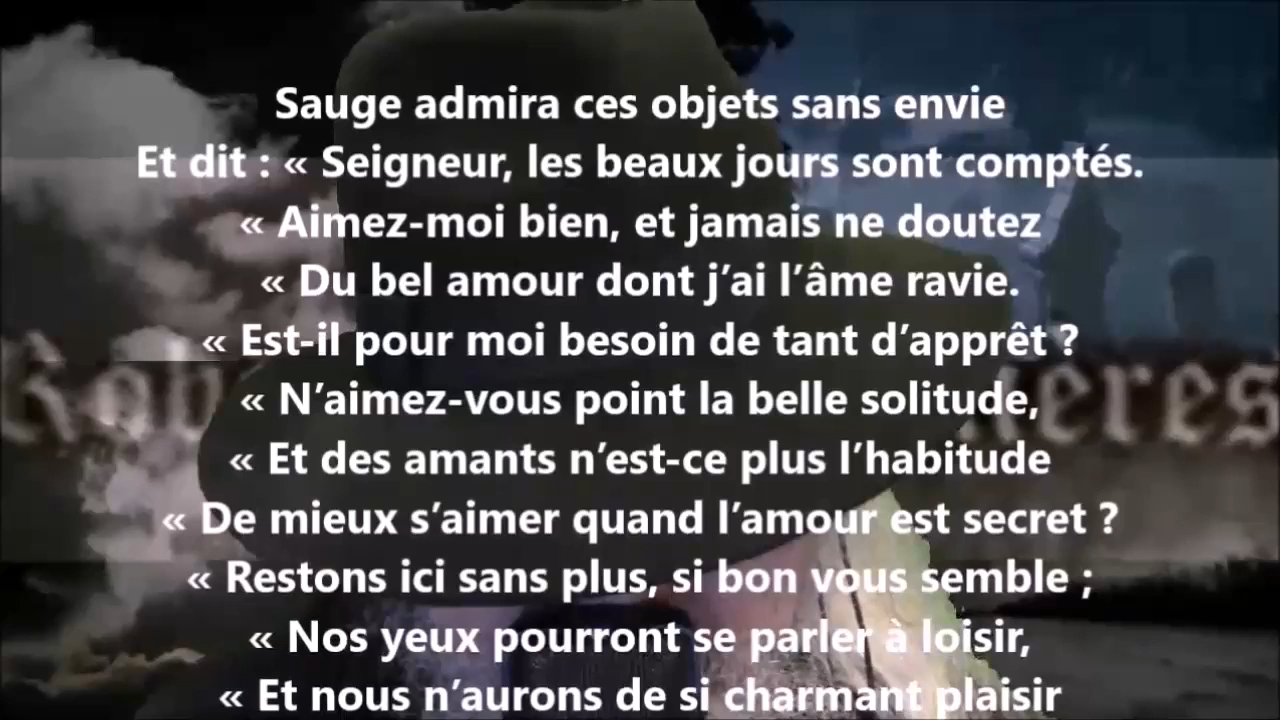 Sauge admira ces objets sans envie
Et dit : « Seigneur, les beaux jours sont comptés.
« Aimez-moi bien, et jamais ne doutez
« Du bel amour dont j’ai l’âme ravie.
« Est-il pour moi besoin de tant d’apprêt ?
« N’aimez-vous point la belle solitude,
« Et des amants n’est-ce plus l’habitude
« De mieux s’aimer quand l’amour est secret ?
« Restons ici sans plus, si bon vous semble ;
« Nos yeux pourront se parler à loisir,
« Et nous n’aurons de si charmant plaisir